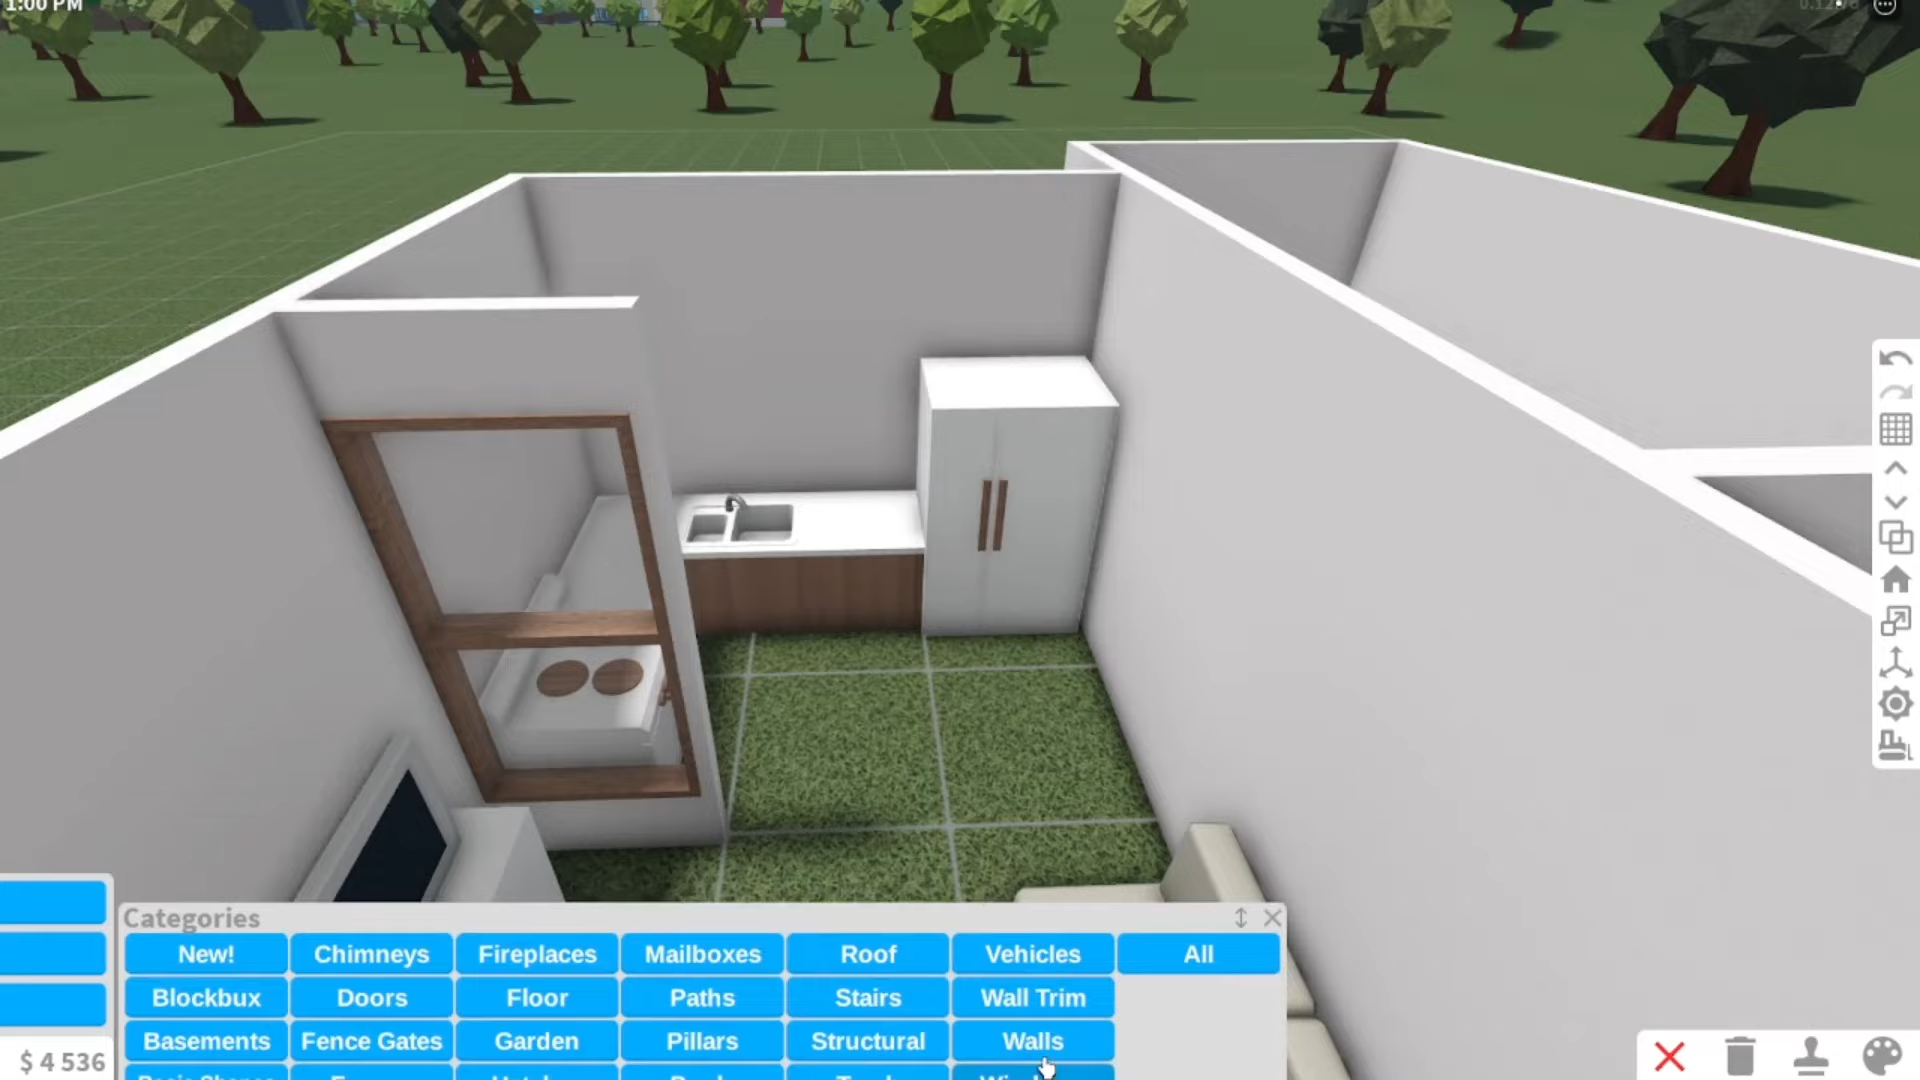 1:00 PM
Categories
New! Chimneys Fireplaces Mailboxes Roof Vehicles All
Blockbux Doors Floor Paths Stairs Wall Trim
Basements Fence Gates Garden Pillars Structural Walls
$ 4 536